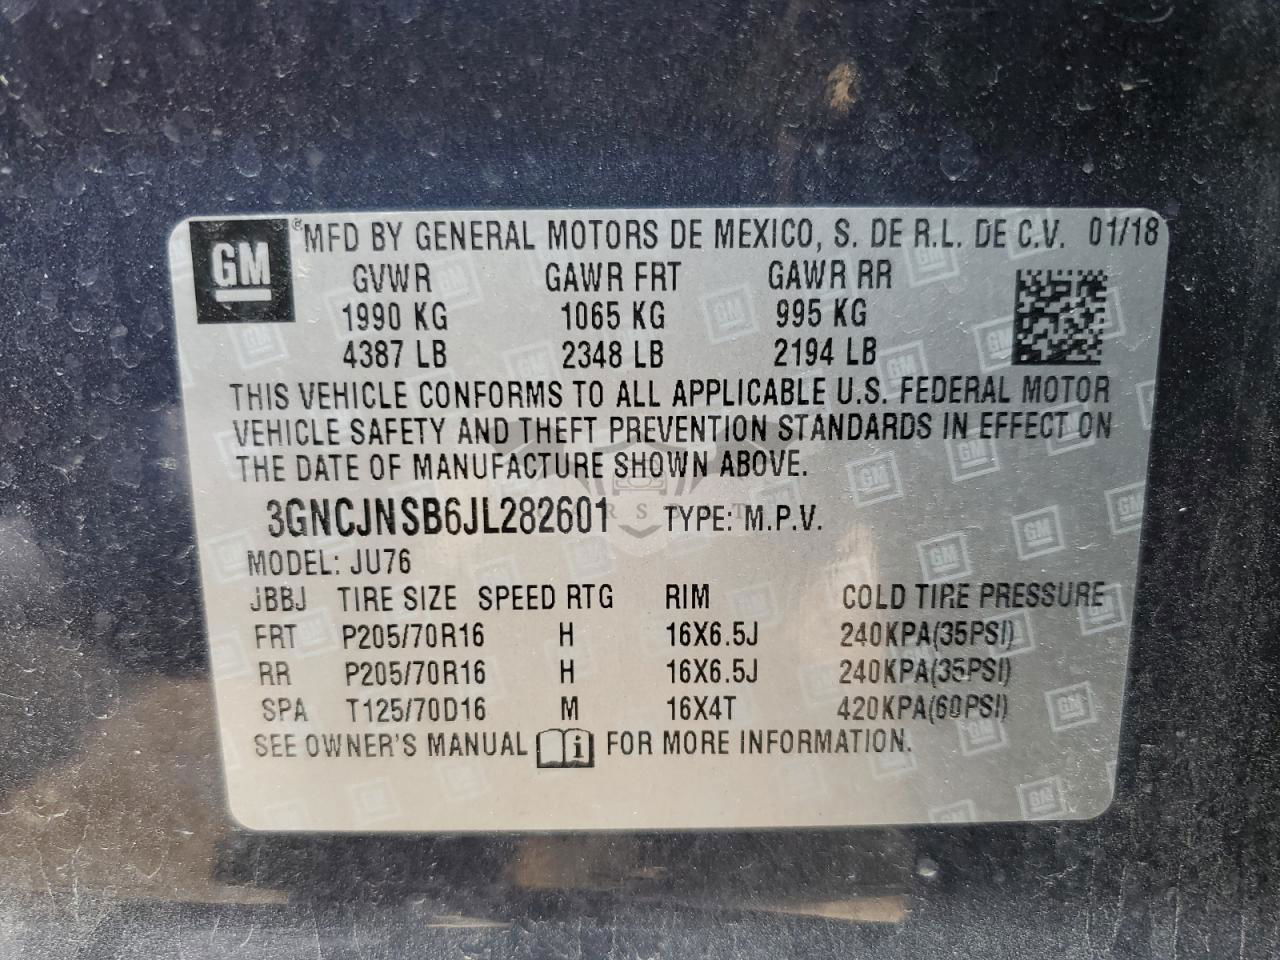 GM ® MFD BY GENERAL MOTORS DE MEXICO, S. DE R.L. DE C.V. 01/18
GVWR GAWR FRT GAWR RR
1990 KG 1065 KG 995 KG
4387 LB 2348 LB 2194 LB
THIS VEHICLE CONFORMS TO ALL APPLICABLE U.S. FEDERAL MOTOR
VEHICLE SAFETY AND THEFT PREVENTION STANDARDS IN EFFECT ON
THE DATE OF MANUFACTURE SHOWN ABOVE.
3GNCJNSB6JL282601 TYPE: M.P.V.
MODEL: JU76
JBBJ TIRE SIZE SPEED RTG RIM COLD TIRE PRESSURE
FRT P205/70R16 H 16X6.5J 240KPA(35PSI)
RR P205/70R16 H 16X6.5J 240KPA(35PSI)
SPA T125/70D16 M 16X4T 420KPA(60PSI)
SEE OWNER'S MANUAL i FOR MORE INFORMATION.